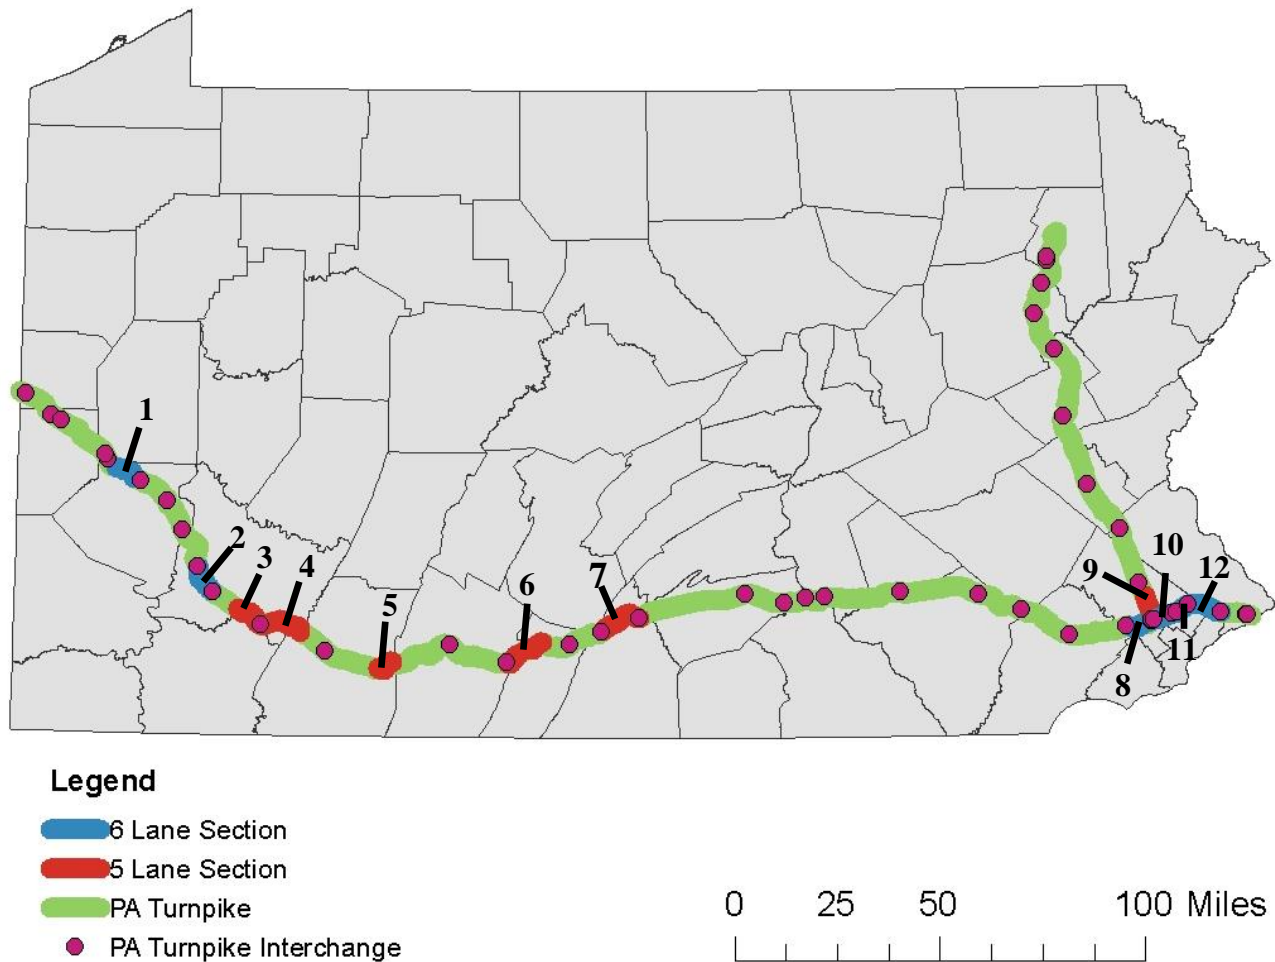 1
2
3
4
5
6
7
8
9
10
11
12
Legend
6 Lane Section
5 Lane Section
PA Turnpike
PA Turnpike Interchange
0 25 50 100 Miles